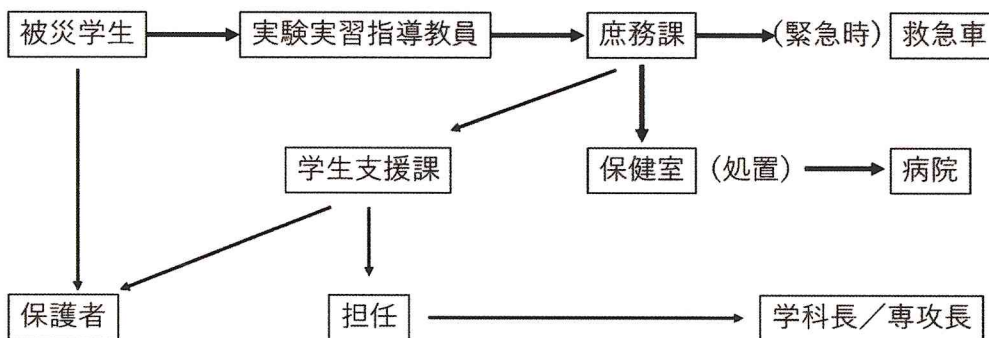 被災学生 実験実習指導教員 庶務課 (緊急時) 救急車
学生支援課 保健室 (処置) 病院
保護者 担任 学科長／専攻長